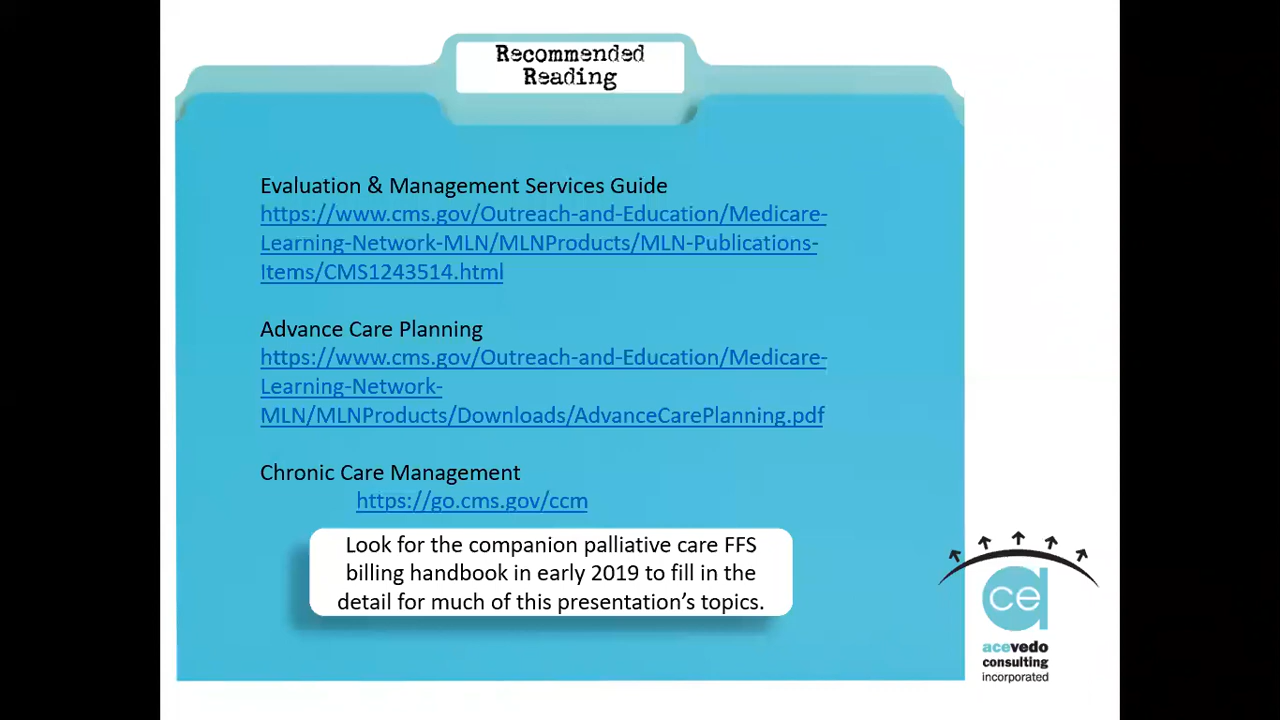 Recommended
Reading
Evaluation & Management Services Guide
https://www.cms.gov/Outreach-and-Education/Medicare-
Learning-Network-MLN/MLNProducts/MLN-Publications-
Items/CMS1243514.html
Advance Care Planning
https://www.cms.gov/Outreach-and-Education/Medicare-
Learning-Network-
MLN/MLNProducts/Downloads/AdvanceCarePlanning.pdf
Chronic Care Management
https://go.cms.gov/ccm
Look for the companion palliative care FFS
billing handbook in early 2019 to fill in the
detail for much of this presentation's topics.
ce
acevedo
consulting
incorporated